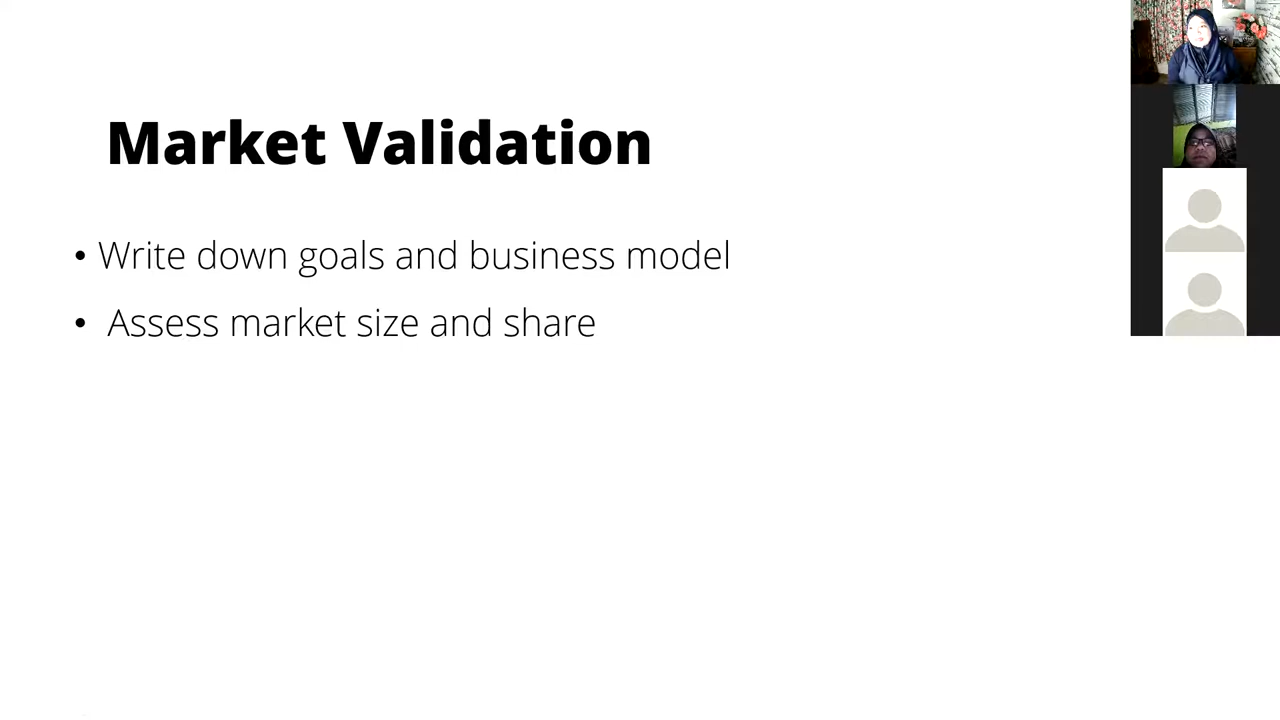 Market Validation
• Write down goals and business model
• Assess market size and share